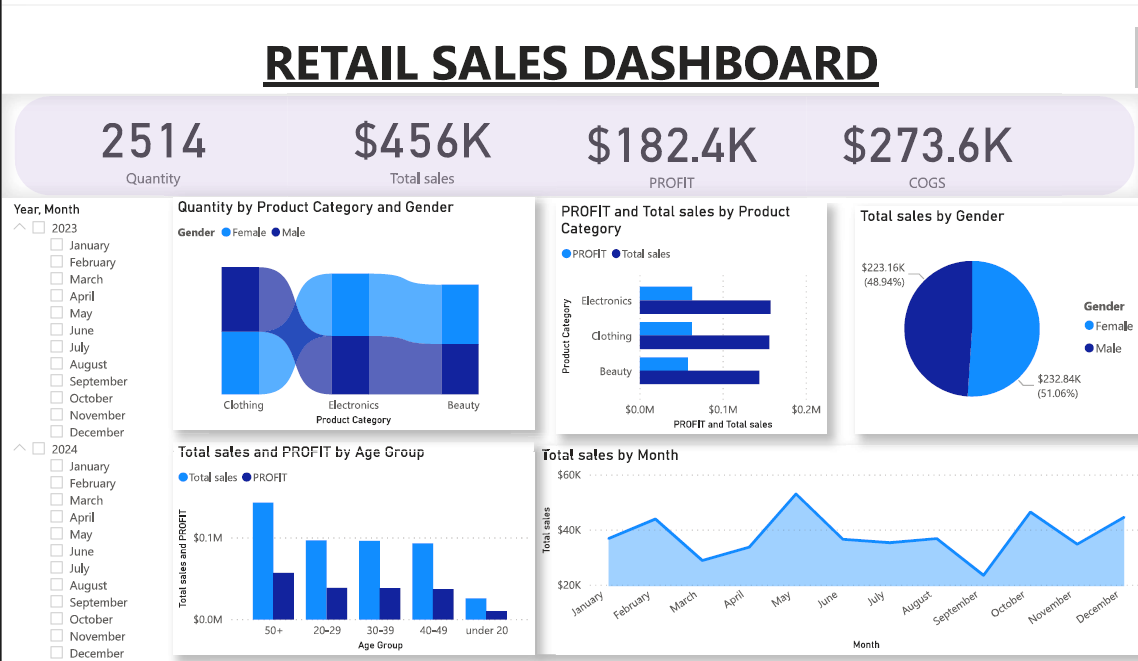 RETAIL SALES DASHBOARD
2514
Quantity
$456K
Total sales
$182.4K
PROFIT
$273.6K
COGS
Year, Month
2023
January
February
March
April
May
June
July
August
September
October
November
December
2024
January
February
March
April
May
June
July
August
September
October
November
December
Quantity by Product Category and Gender
Gender Female Male
Clothing Electronics Beauty
Product Category
PROFIT and Total sales by Product
Category
PROFIT Total sales
Product Category
Electronics
Clothing
Beauty
$0.0M $0.1M $0.2M
PROFIT and Total sales
Total sales by Gender
$223.16K
(48.94%)
$232.84K
(51.06%)
Gender
Female
Male
Total sales and PROFIT by Age Group
Total sales PROFIT
Total sales and PROFIT
$0.1M
$0.0M
50+ 20-29 30-39 40-49 under 20
Age Group
Total sales by Month
Total sales
$60K
$40K
$20K
January February March April May June July August September October November December
Month